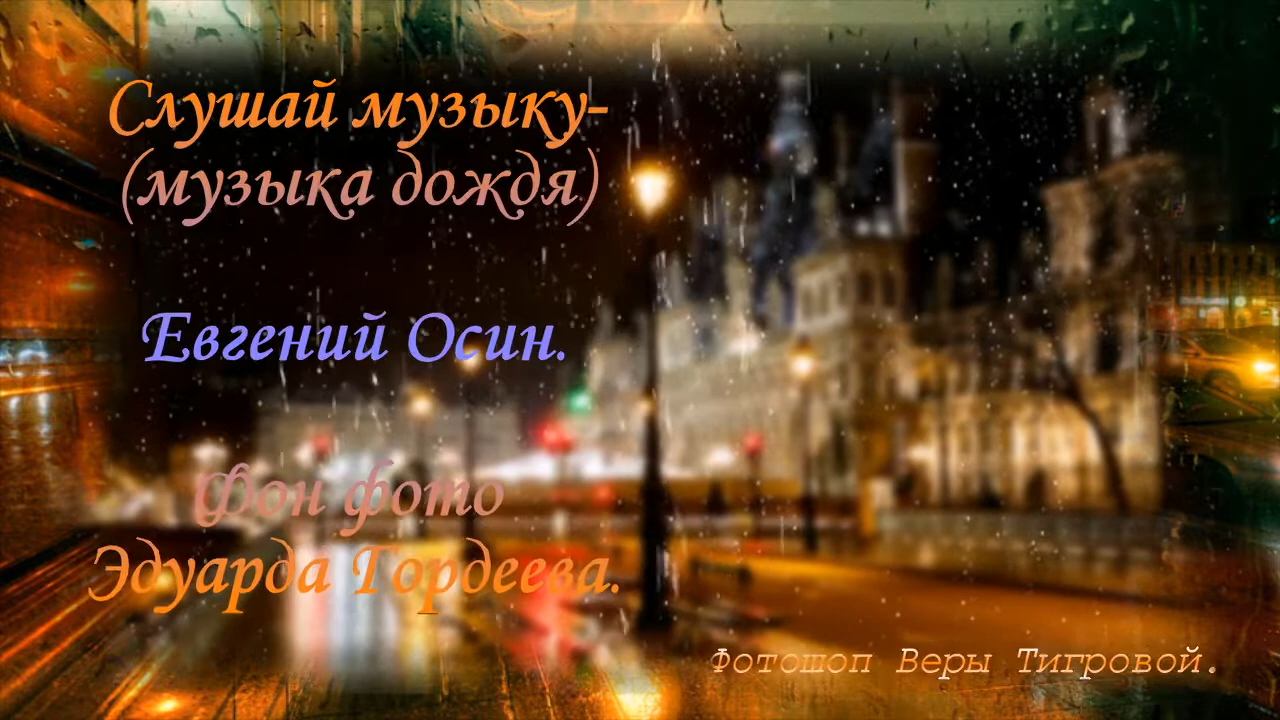 Слушай музыку-
(музыка дождя)
Евгений Осин.
Фон фото
Эдуарда Гордеева.
Фотошоп Веры Тигровой.